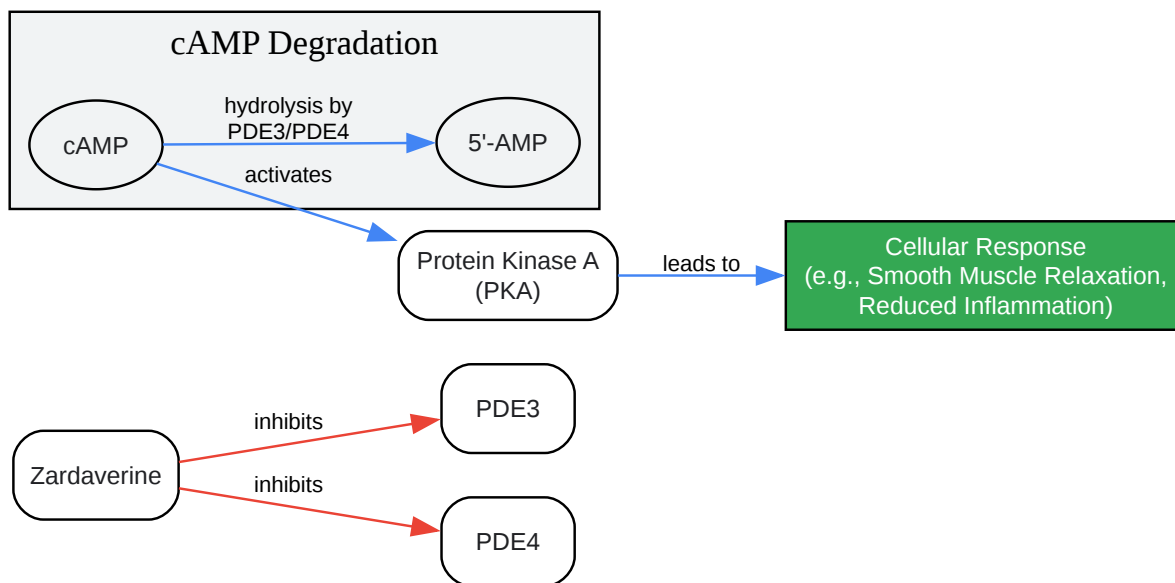 cAMP Degradation
hydrolysis by
PDE3/PDE4
cAMP
5'-AMP
activates
Protein Kinase A
(PKA)
leads to
Cellular Response
(e.g., Smooth Muscle Relaxation,
Reduced Inflammation)
PDE3
inhibits
Zardaverine
inhibits
PDE4